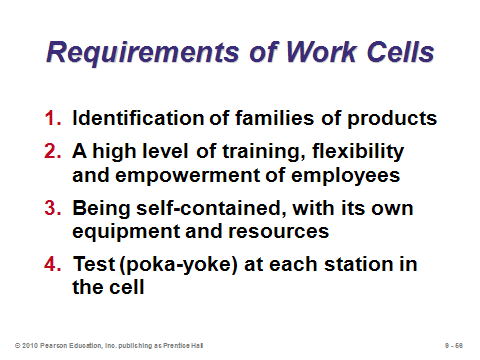 Requirements of Work Cells
1. Identification of families of products
2. A high level of training, flexibility
and empowerment of employees
3. Being self-contained, with its own
equipment and resources
4. Test (poka-yoke) at each station in
the cell
© 2010 Pearson Education, Inc. publishing as Prentice Hall
9 - 56